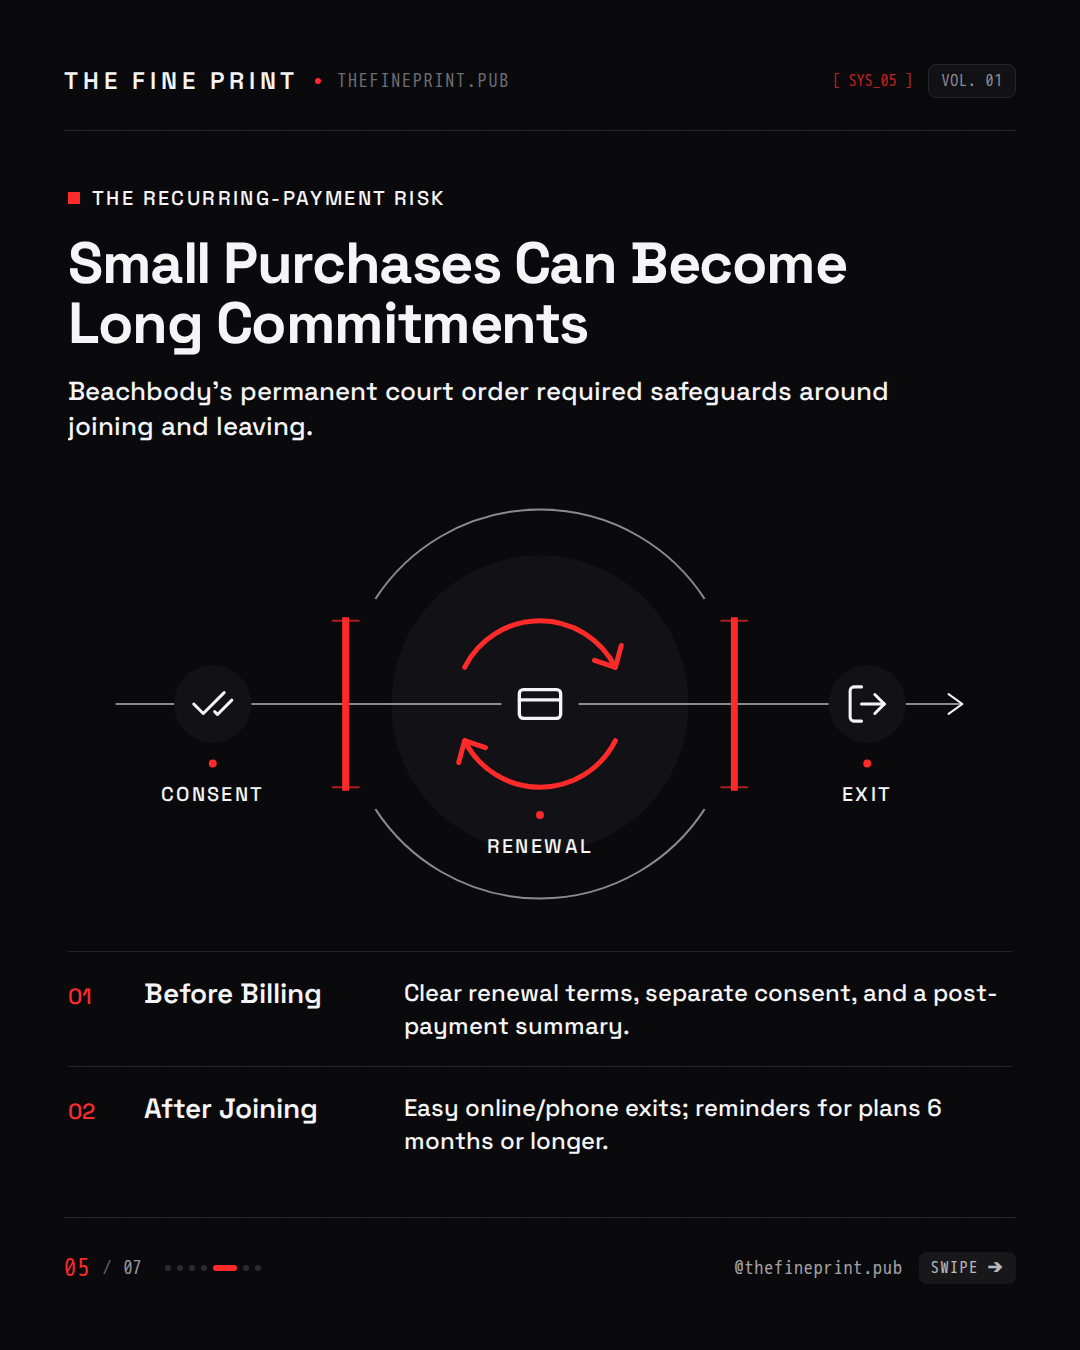 THE FINE PRINT • THEFINEPRINT.PUB
[ SYS_05 ] VOL. 01
THE RECURRING-PAYMENT RISK
Small Purchases Can Become
Long Commitments
Beachbody’s permanent court order required safeguards around
joining and leaving.
CONSENT
RENEWAL
EXIT
01 Before Billing
Clear renewal terms, separate consent, and a post-
payment summary.
02 After Joining
Easy online/phone exits; reminders for plans 6
months or longer.
05 / 07
@thefineprint.pub SWIPE →